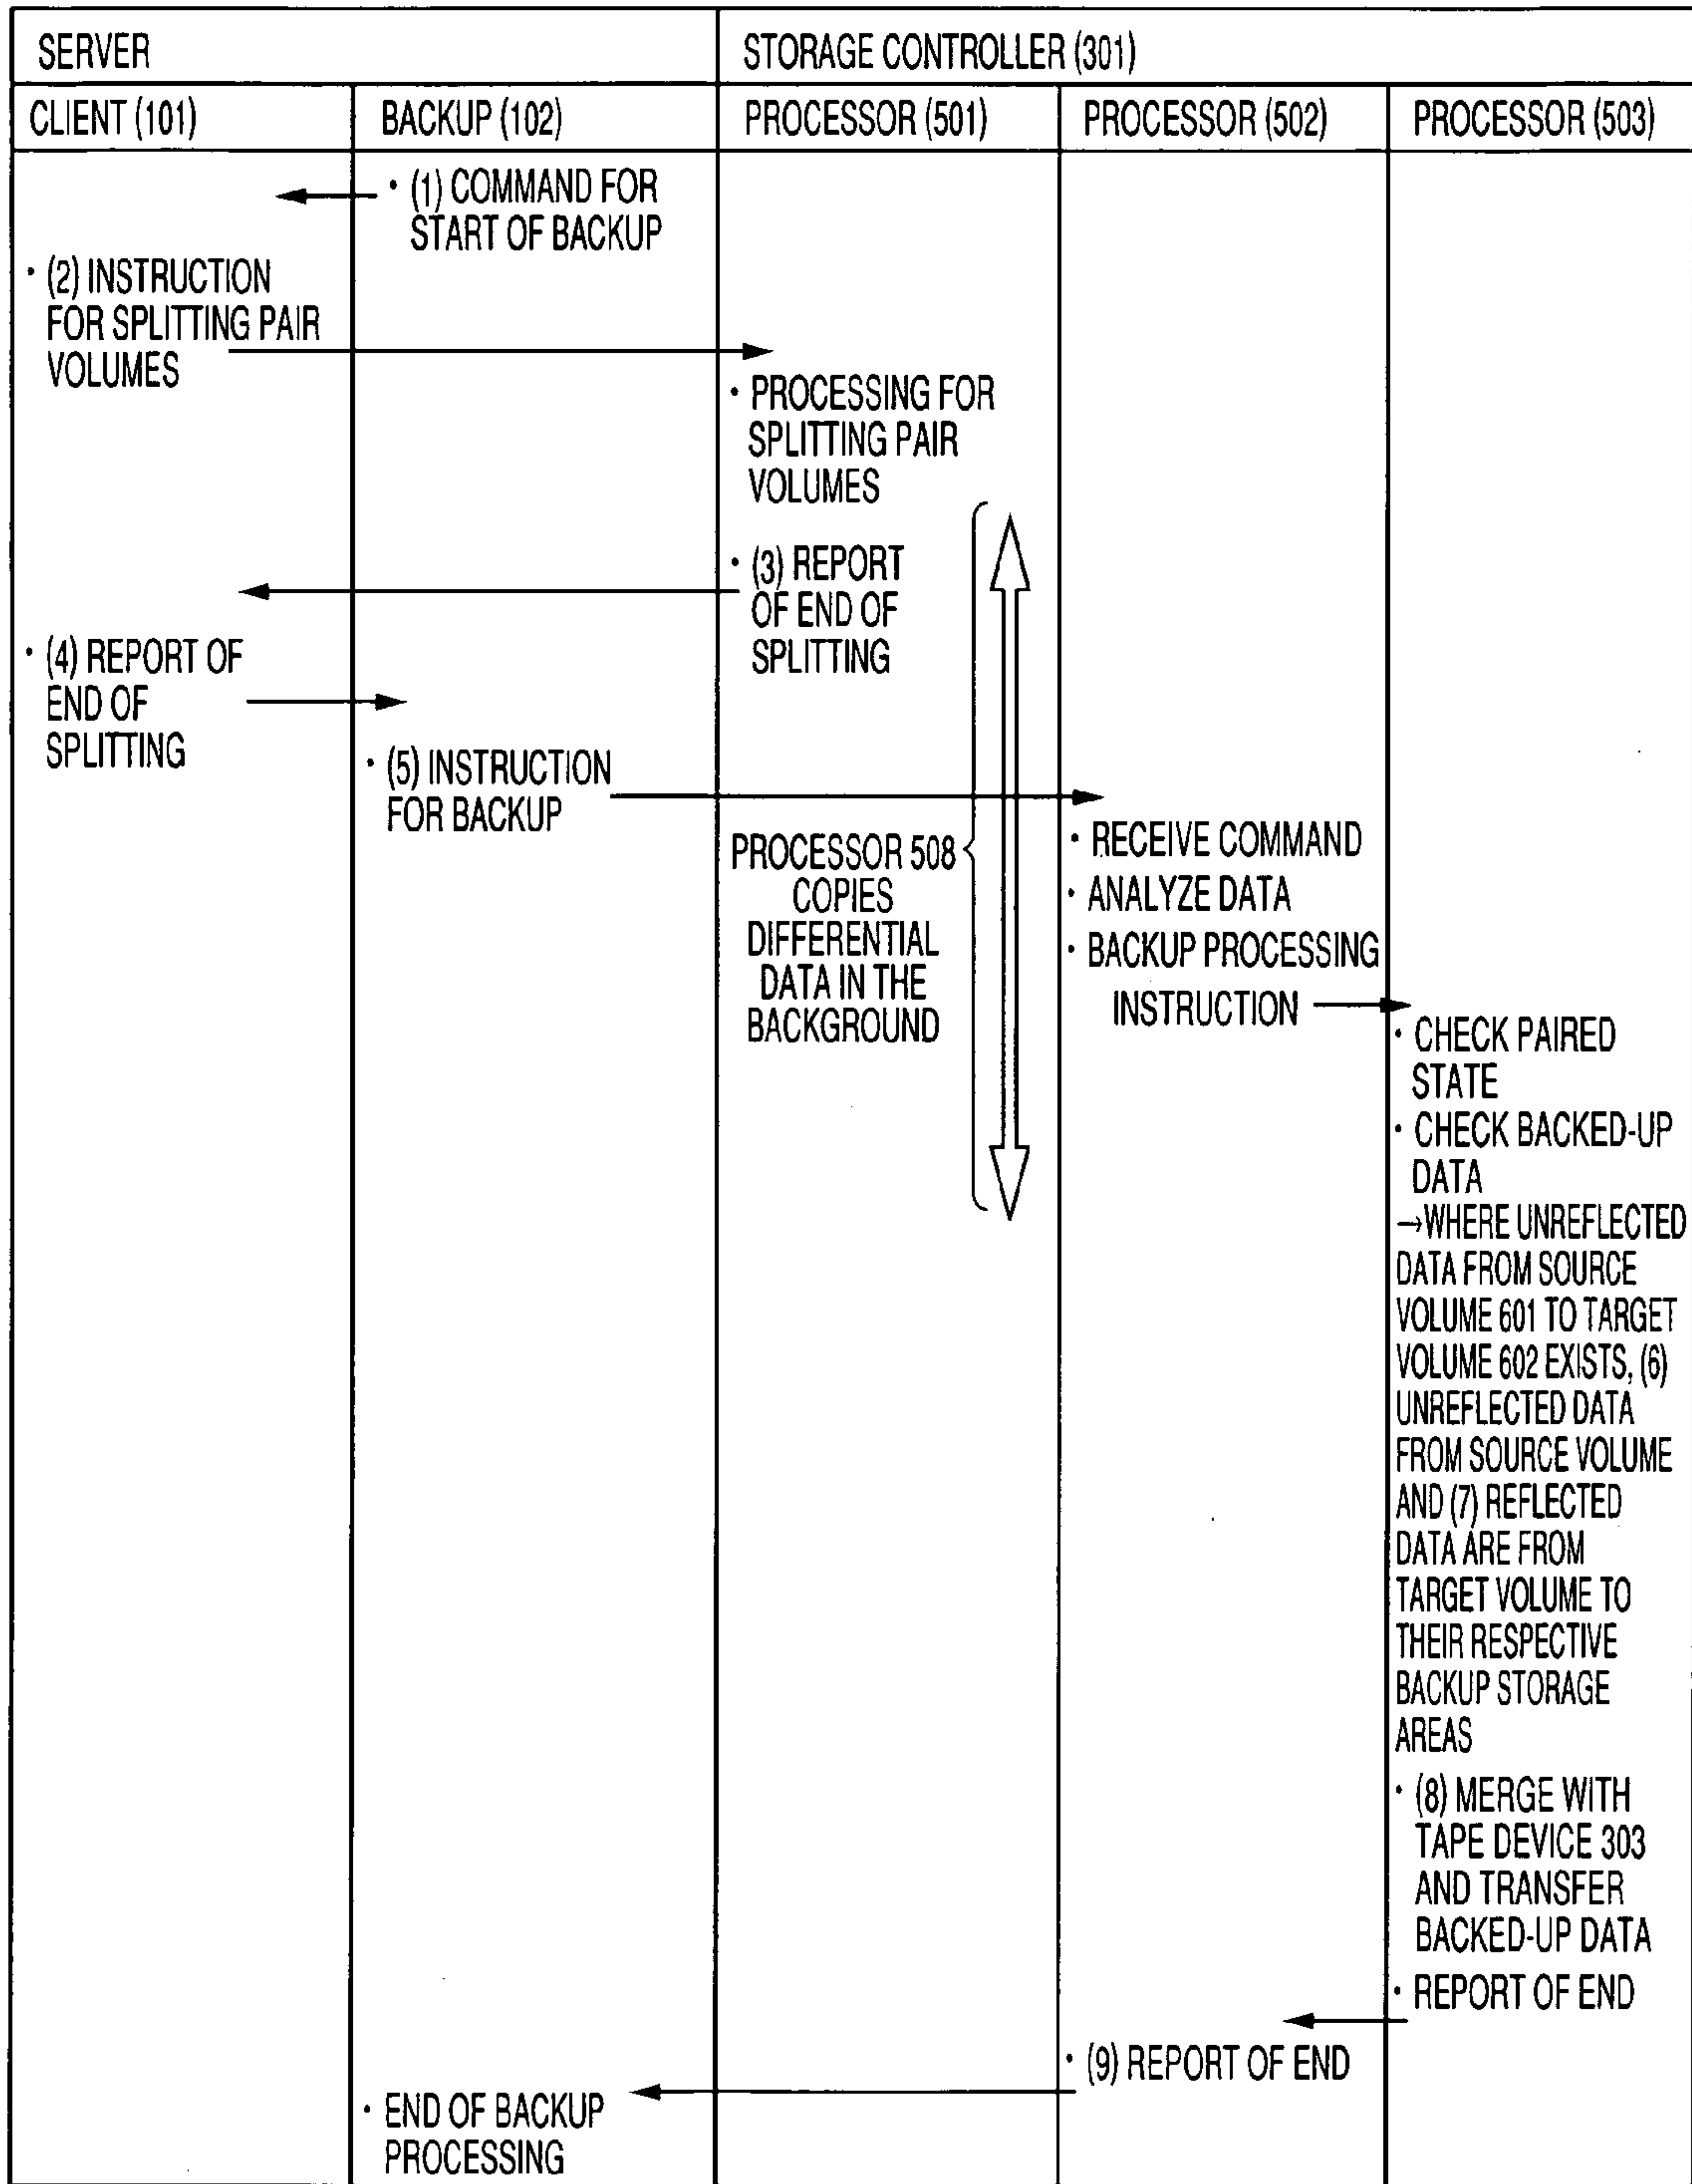 SERVER
STORAGE CONTROLLER (301)
CLIENT (101)
BACKUP (102)
PROCESSOR (501)
PROCESSOR (502)
PROCESSOR (503)
· (1) COMMAND FOR
START OF BACKUP
· (2) INSTRUCTION
FOR SPLITTING PAIR
VOLUMES
· PROCESSING FOR
SPLITTING PAIR
VOLUMES
· (3) REPORT
OF END OF
SPLITTING
· (4) REPORT OF
END OF
SPLITTING
· (5) INSTRUCTION
FOR BACKUP
PROCESSOR 508
COPIES
DIFFERENTIAL
DATA IN THE
BACKGROUND
· RECEIVE COMMAND
· ANALYZE DATA
· BACKUP PROCESSING
INSTRUCTION
· CHECK PAIRED
STATE
· CHECK BACKED-UP
DATA
→WHERE UNREFLECTED
DATA FROM SOURCE
VOLUME 601 TO TARGET
VOLUME 602 EXISTS, (6)
UNREFLECTED DATA
FROM SOURCE VOLUME
AND (7) REFLECTED
DATA ARE FROM
TARGET VOLUME TO
THEIR RESPECTIVE
BACKUP STORAGE
AREAS
· (8) MERGE WITH
TAPE DEVICE 303
AND TRANSFER
BACKED-UP DATA
· REPORT OF END
· (9) REPORT OF END
· END OF BACKUP
PROCESSING